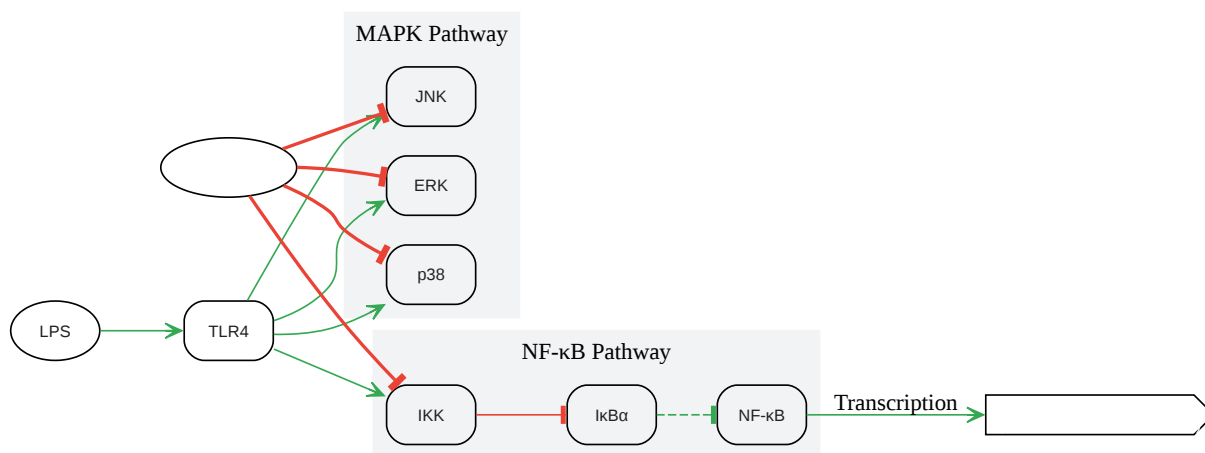 MAPK Pathway
JNK
ERK
p38
LPS
TLR4
NF-κB Pathway
IKK
IκBα
NF-κB
Transcription